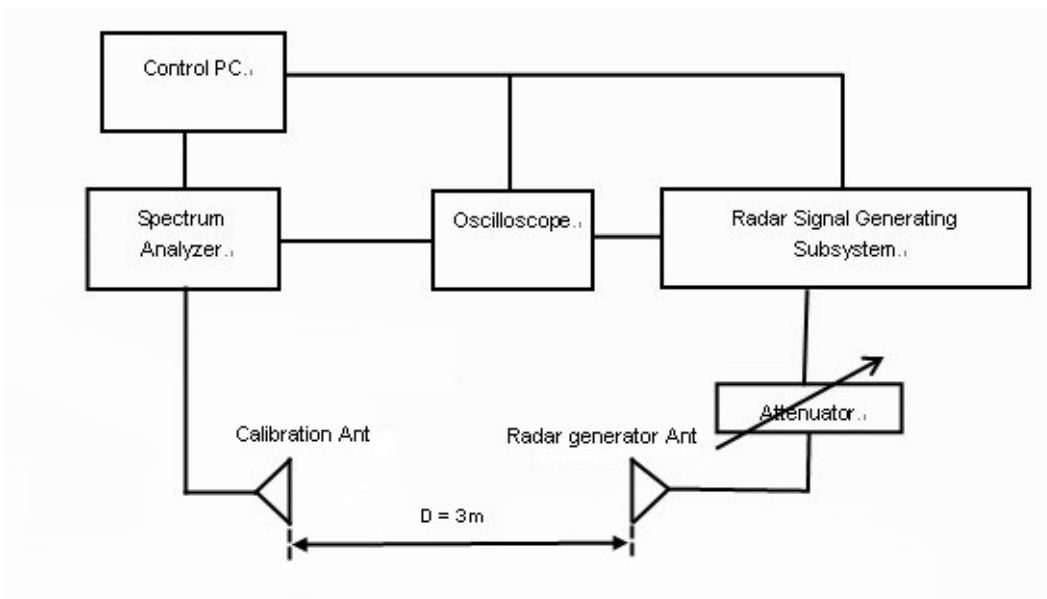 Control PC
Spectrum
Analyzer
Oscilloscope
Radar Signal Generating
Subsystem
Attenuator
Calibration Ant
Radar generator Ant
D = 3m